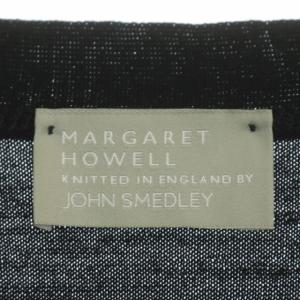 MARGARET
HOWELL
KNITTED IN ENGLAND BY
JOHN SMEDLEY